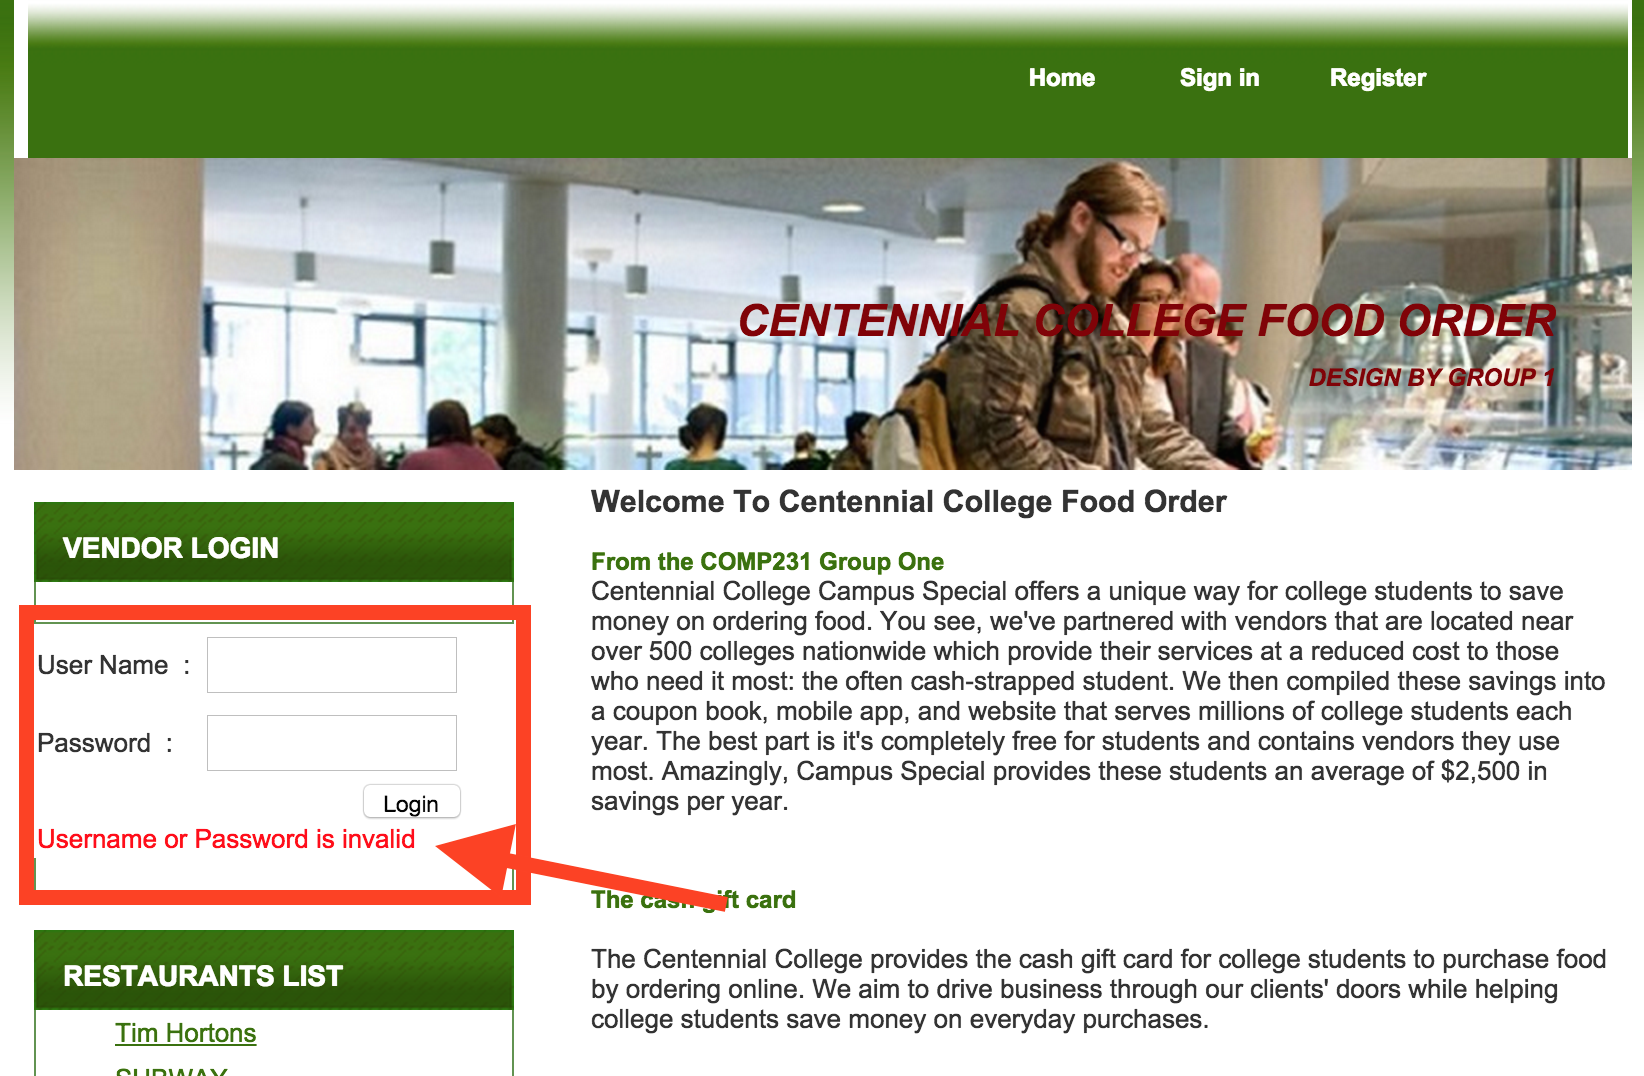 Home Sign in Register
CENTENNIAL COLLEGE FOOD ORDER
DESIGN BY GROUP 1
VENDOR LOGIN
User Name :
Password :
Login
Username or Password is invalid
RESTAURANTS LIST
Tim Hortons
SUBWAY
Welcome To Centennial College Food Order
From the COMP231 Group One
Centennial College Campus Special offers a unique way for college students to save
money on ordering food. You see, we've partnered with vendors that are located near
over 500 colleges nationwide which provide their services at a reduced cost to those
who need it most: the often cash-strapped student. We then compiled these savings into
a coupon book, mobile app, and website that serves millions of college students each
year. The best part is it's completely free for students and contains vendors they use
most. Amazingly, Campus Special provides these students an average of $2,500 in
savings per year.
The cash gift card
The Centennial College provides the cash gift card for college students to purchase food
by ordering online. We aim to drive business through our clients' doors while helping
college students save money on everyday purchases.